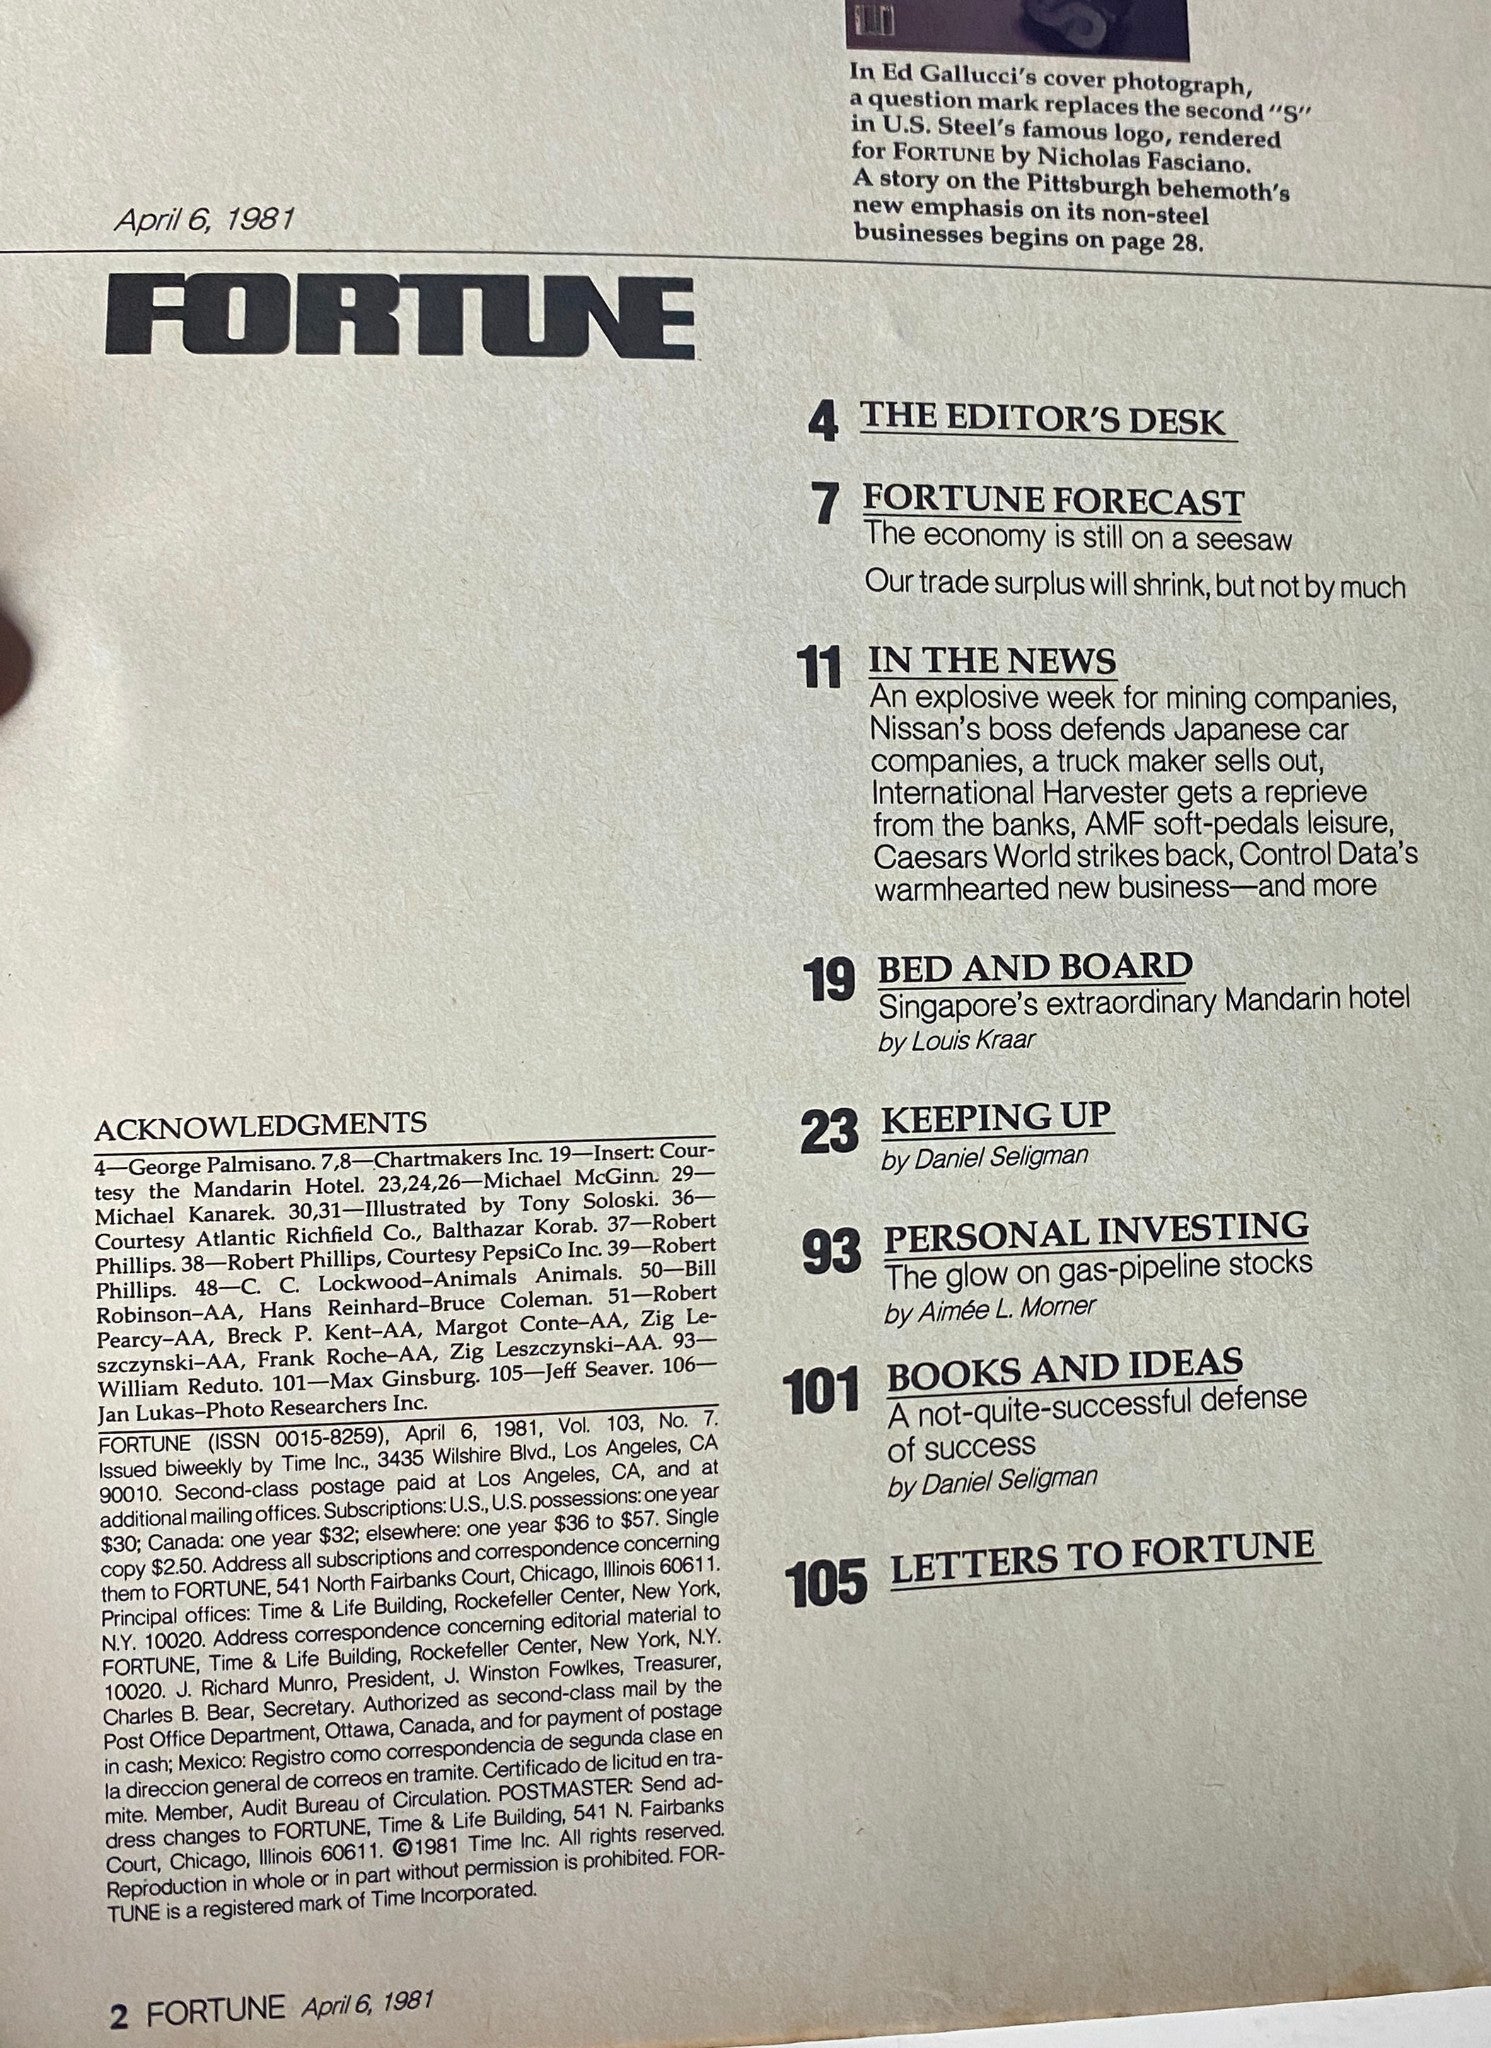 In Ed Gallucci's cover photograph,
a question mark replaces the second "S"
in U.S. Steel's famous logo, rendered
for FORTUNE by Nicholas Fasciano.
A story on the Pittsburgh behemoth's
new emphasis on its non-steel
businesses begins on page 28.
April 6, 1981
FORTUNE
4 THE EDITOR'S DESK
7 FORTUNE FORECAST
The economy is still on a seesaw
Our trade surplus will shrink, but not by much
11 IN THE NEWS
An explosive week for mining companies,
Nissan's boss defends Japanese car
companies, a truck maker sells out,
International Harvester gets a reprieve
from the banks, AMF soft-pedals leisure,
Caesars World strikes back, Control Data's
warmhearted new business—and more
19 BED AND BOARD
Singapore's extraordinary Mandarin hotel
by Louis Kraar
23 KEEPING UP
by Daniel Seligman
93 PERSONAL INVESTING
The glow on gas-pipeline stocks
by Aimée L. Morner
101 BOOKS AND IDEAS
A not-quite-successful defense
of success
by Daniel Seligman
105 LETTERS TO FORTUNE
ACKNOWLEDGMENTS
4—George Palmisano. 7,8—Chartmakers Inc. 19—Insert: Cour-
tesy the Mandarin Hotel. 23,24,26—Michael McGinn. 29—
Michael Kanarek. 30,31—Illustrated by Tony Soloski. 36—
Courtesy Atlantic Richfield Co., Balthazar Korab. 37—Robert
Phillips. 38—Robert Phillips, Courtesy PepsiCo Inc. 39—Robert
Phillips. 48—C. C. Lockwood–Animals Animals. 50—Bill
Robinson–AA, Hans Reinhard–Bruce Coleman. 51—Robert
Pearcy–AA, Breck P. Kent–AA, Margot Conte–AA, Zig Le-
szczynski–AA, Frank Roche–AA, Zig Leszczynski–AA. 93—
William Reduto. 101—Max Ginsburg. 105—Jeff Seaver. 106—
Jan Lukas–Photo Researchers Inc.
FORTUNE (ISSN 0015-8259), April 6, 1981, Vol. 103, No. 7.
Issued biweekly by Time Inc., 3435 Wilshire Blvd., Los Angeles, CA
90010. Second-class postage paid at Los Angeles, CA, and at
additional mailing offices. Subscriptions: U.S., U.S. possessions: one year
$30; Canada: one year $32; elsewhere: one year $36 to $57. Single
copy $2.50. Address all subscriptions and correspondence concerning
them to FORTUNE, 541 North Fairbanks Court, Chicago, Illinois 60611.
Principal offices: Time & Life Building, Rockefeller Center, New York,
N.Y. 10020. Address correspondence concerning editorial material to
FORTUNE, Time & Life Building, Rockefeller Center, New York, N.Y.
10020. J. Richard Munro, President, J. Winston Fowlkes, Treasurer,
Charles B. Bear, Secretary. Authorized as second-class mail by the
Post Office Department, Ottawa, Canada, and for payment of postage
in cash; Mexico: Registro como correspondencia de segunda clase en
la direccion general de correos en tramite. Certificado de licitud en tra-
mite. Member, Audit Bureau of Circulation. POSTMASTER: Send ad-
dress changes to FORTUNE, Time & Life Building, 541 N. Fairbanks
Court, Chicago, Illinois 60611. ©1981 Time Inc. All rights reserved.
Reproduction in whole or in part without permission is prohibited. FOR-
TUNE is a registered mark of Time Incorporated.
2 FORTUNE April 6, 1981